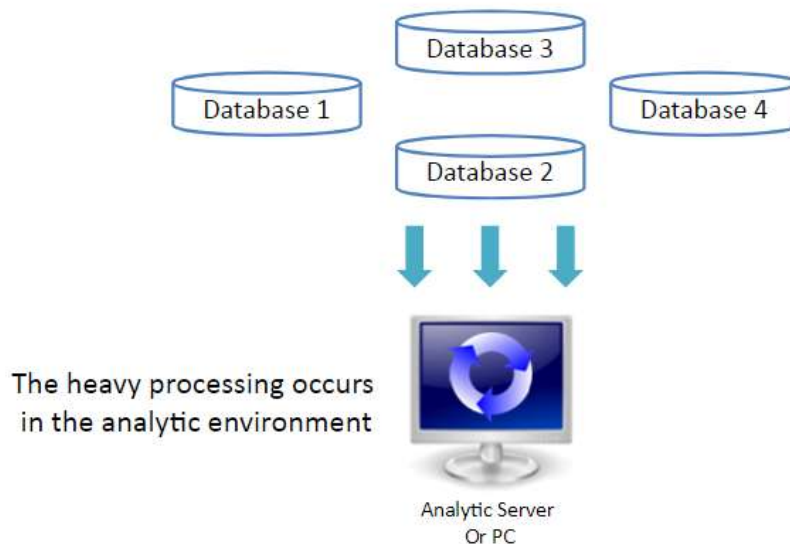 Database 3
Database 1
Database 4
Database 2
The heavy processing occurs
in the analytic environment
Analytic Server
Or PC